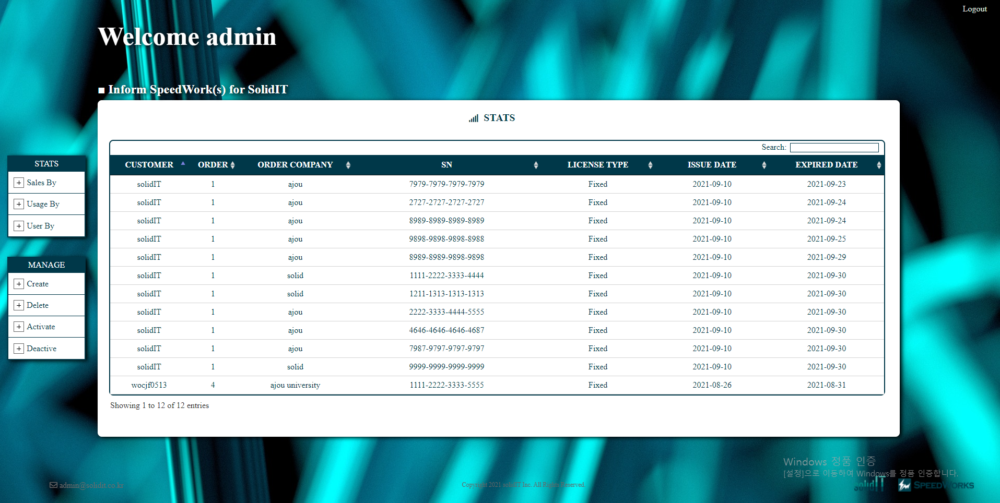 Logout
Welcome admin
■ Inform SpeedWork(s) for SolidIT
STATS
Search:
CUSTOMER ORDER ORDER COMPANY SN LICENSE TYPE ISSUE DATE EXPIRED DATE
solidIT 1 ajou 7979-7979-7979-7979 Fixed 2021-09-10 2021-09-23
solidIT 1 ajou 2727-2727-2727-2727 Fixed 2021-09-10 2021-09-24
solidIT 1 ajou 8989-8989-8989-8989 Fixed 2021-09-10 2021-09-24
solidIT 1 ajou 9898-9898-9898-8988 Fixed 2021-09-10 2021-09-25
solidIT 1 ajou 8989-8989-9898-9898 Fixed 2021-09-10 2021-09-29
solidIT 1 solid 1111-2222-3333-4444 Fixed 2021-09-10 2021-09-30
solidIT 1 solid 1211-1313-1313-1313 Fixed 2021-09-10 2021-09-30
solidIT 1 ajou 2222-3333-4444-5555 Fixed 2021-09-10 2021-09-30
solidIT 1 ajou 4646-4646-4646-4687 Fixed 2021-09-10 2021-09-30
solidIT 1 ajou 7987-9797-9797-9797 Fixed 2021-09-10 2021-09-30
solidIT 1 solid 9999-9999-9999-9999 Fixed 2021-09-10 2021-09-30
wocjf0513 4 ajou university 1111-2222-3333-5555 Fixed 2021-08-26 2021-08-31
Showing 1 to 12 of 12 entries
STATS
+ Sales By
+ Usage By
+ User By
MANAGE
+ Create
+ Delete
+ Activate
+ Deactive
Windows 정품 인증
[설정]으로 이동하여 Windows를 정품 인증합니다.
admin@solidit.co.kr
Copyright 2021 solidIT Inc. All Rights Reserved.
solidIT
SPEEDWORKS